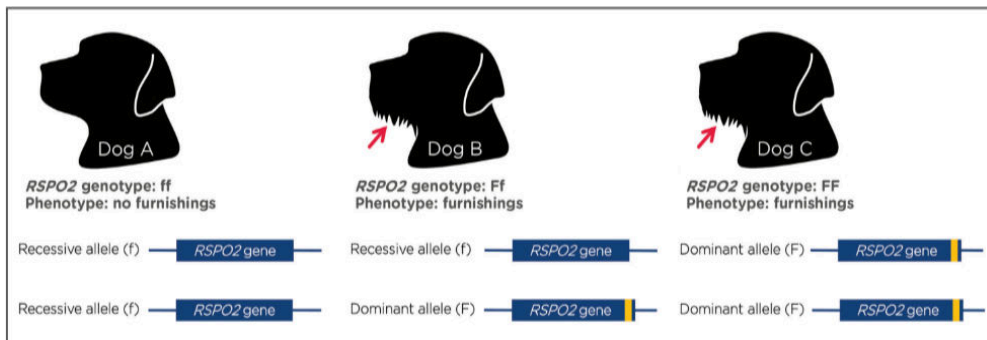 Dog A
RSPO2 genotype: ff
Phenotype: no furnishings
Recessive allele (f) RSPO2 gene
Recessive allele (f) RSPO2 gene
Dog B
RSPO2 genotype: Ff
Phenotype: furnishings
Recessive allele (f) RSPO2 gene
Dominant allele (F) RSPO2 gene
Dog C
RSPO2 genotype: FF
Phenotype: furnishings
Dominant allele (F) RSPO2 gene
Dominant allele (F) RSPO2 gene